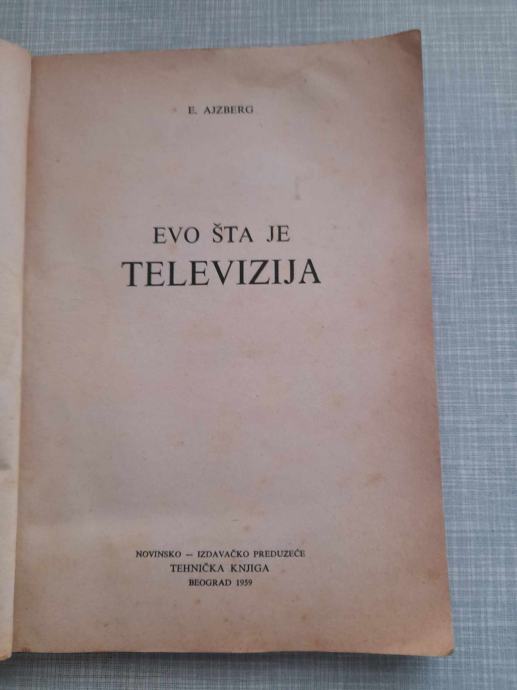 E. AJZBERG
EVO ŠTA JE
TELEVIZIJA
NOVINSKO — IZDAVAČKO PREDUZEĆE
TEHNIČKA KNJIGA
BEOGRAD 1959